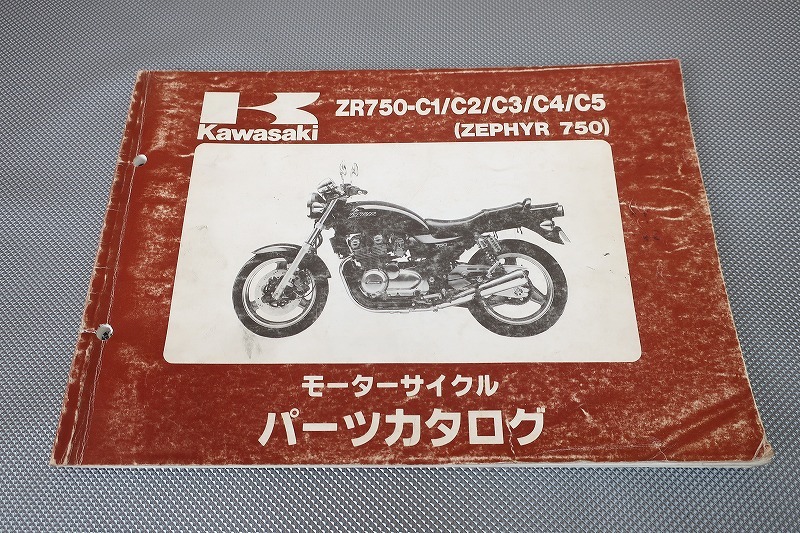 Kawasaki
ZR750-C1/C2/C3/C4/C5
(ZEPHYR 750)
モーターサイクル
パーツカタログ